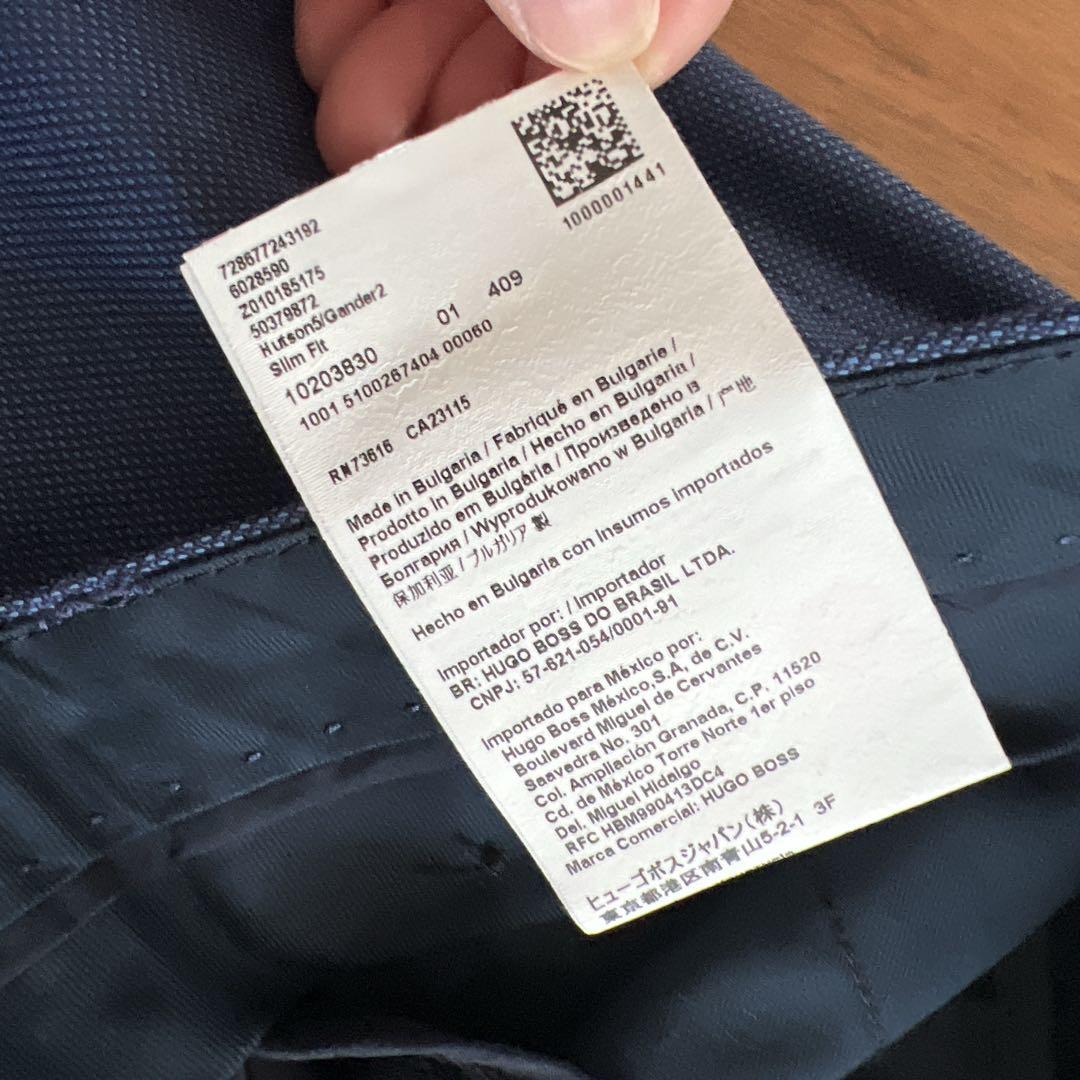 1000001441
728677243192
6028590
Z010185175
50379872
Hutson5/Gander2
Slim Fit
10203830 01 409
1001 5100267404 00060
RN73616 CA23115
Made in Bulgaria / Fabriqué en Bulgarie /
Prodotto in Bulgaria / Hecho en Bulgaria /
Produzido em Bulgária / Произведено в
Болгария / Wyprodukowano w Bulgaria / 产地
保加利亚 / ブルガリア 製
Hecho en Bulgaria con insumos importados
Importador por: / Importador
BR: HUGO BOSS DO BRASIL LTDA.
CNPJ: 57-621-054/0001-91
Importado para México por:
Hugo Boss México,S.A, de C.V.
Boulevard Miguel de Cervantes
Saavedra No. 301
Col. Ampliación Granada, C.P. 11520
Cd. de México Torre Norte 1er piso
Del. Miguel Hidalgo
RFC HBM990413DC4
Marca Comercial: HUGO BOSS
ヒューゴボスジャパン(株)
東京都港区南青山5-2-1 3F